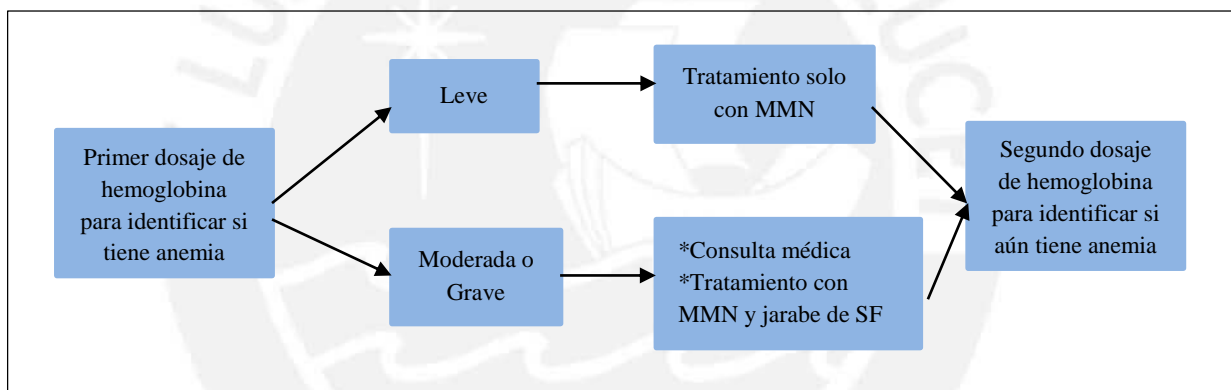 Primer dosaje de
hemoglobina
para identificar si
tiene anemia
Leve
Tratamiento solo
con MMN
Moderada o
Grave
*Consulta médica
*Tratamiento con
MMN y jarabe de SF
Segundo dosaje
de hemoglobina
para identificar si
aún tiene anemia